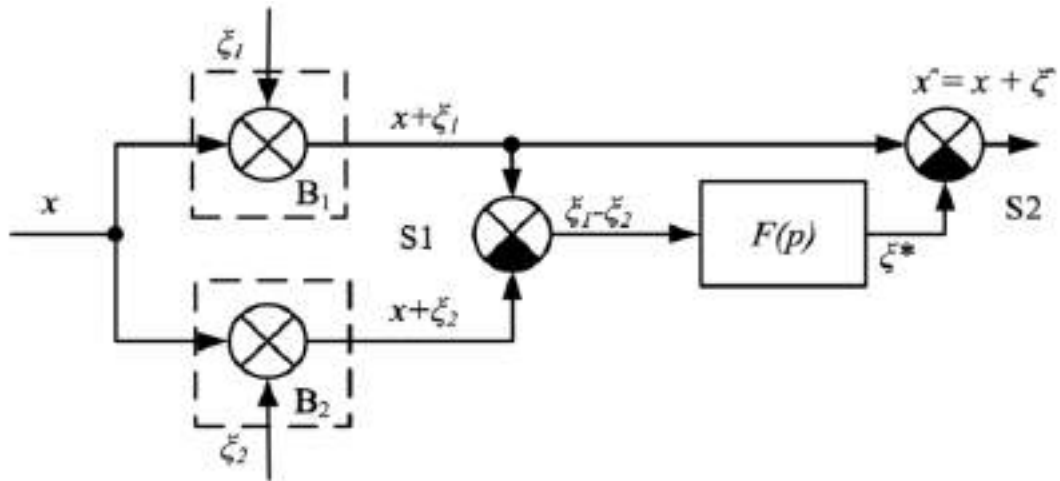 ξ₁
x̂ = x + ξ
x+ξ₁
B₁
x
S1
ξ₁-ξ₂
F(p)
S2
ξ*
x+ξ₂
B₂
ξ₂